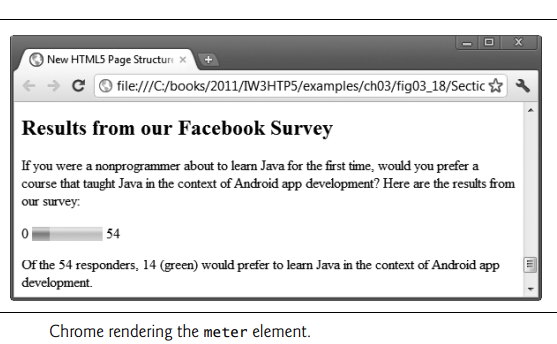 New HTML5 Page Structure
file:///C:/books/2011/IW3HTP5/examples/ch03/fig03_18/Sectic
Results from our Facebook Survey
If you were a nonprogrammer about to learn Java for the first time, would you prefer a
course that taught Java in the context of Android app development? Here are the results from
our survey:
0 54
Of the 54 responders, 14 (green) would prefer to learn Java in the context of Android app
development.
Chrome rendering the meter element.